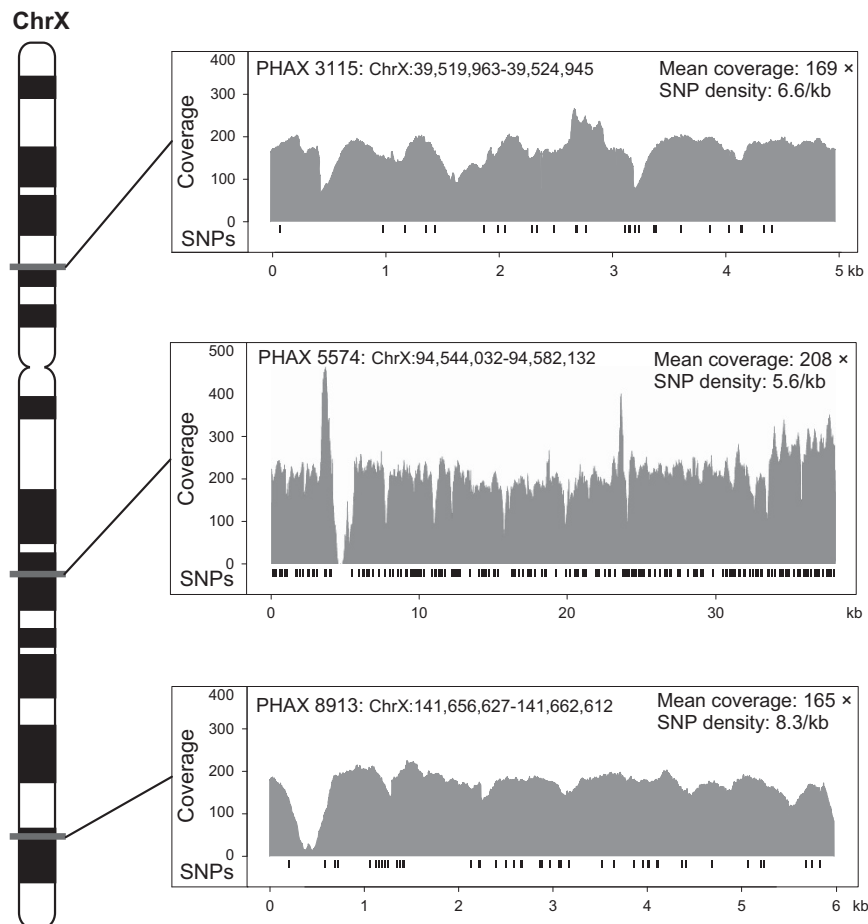 ChrX
PHAX 3115: ChrX:39,519,963-39,524,945
Mean coverage: 169 ×
SNP density: 6.6/kb
400
300
200
100
0
Coverage
SNPs
0 1 2 3 4 5 kb
PHAX 5574: ChrX:94,544,032-94,582,132
Mean coverage: 208 ×
SNP density: 5.6/kb
500
400
300
200
100
0
Coverage
SNPs
0 10 20 30 kb
PHAX 8913: ChrX:141,656,627-141,662,612
Mean coverage: 165 ×
SNP density: 8.3/kb
400
300
200
100
0
Coverage
SNPs
0 1 2 3 4 5 6 kb